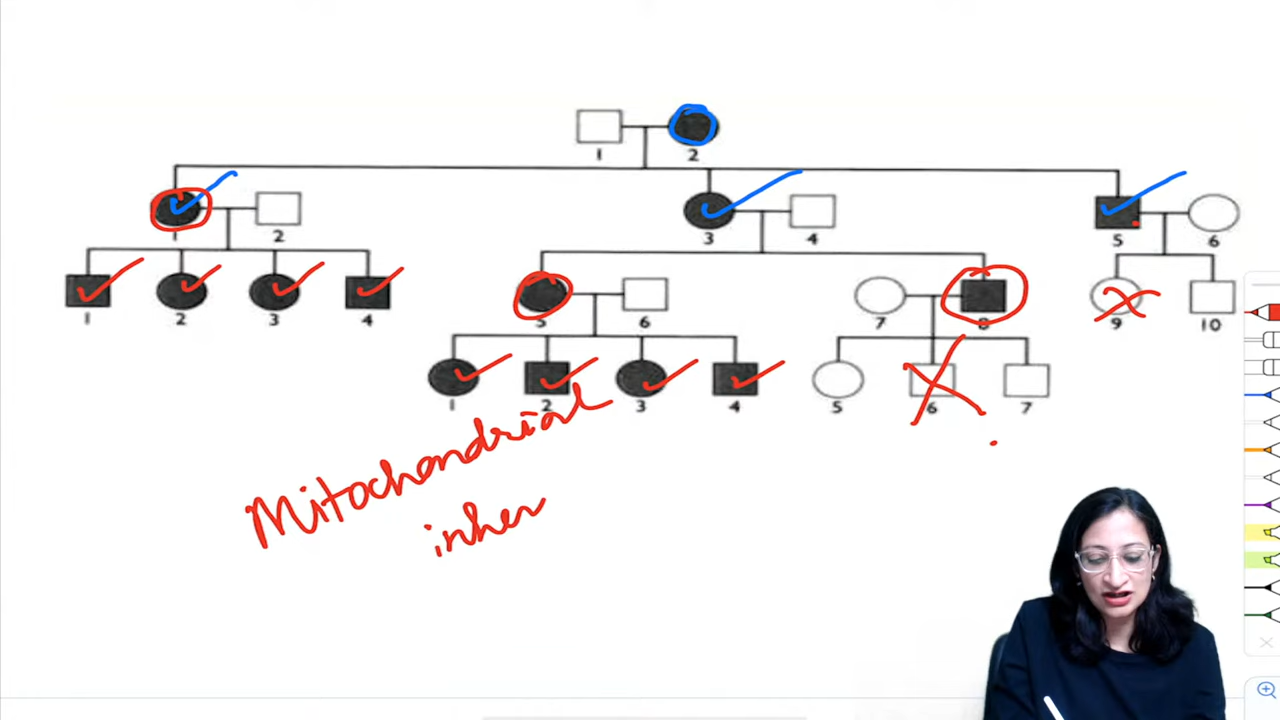 1 2
1 2 3 4 5 6
1 2 3 4 5 6 7 8 9 10
1 2 3 4 5 6 7
Mitochondrial
inher